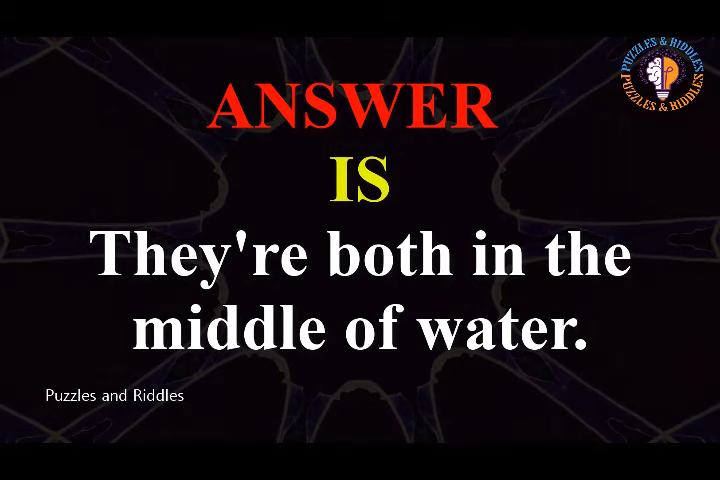 PUZZLES & RIDDLES
PUZZLES & RIDDLES
ANSWER
IS
They're both in the
middle of water.
Puzzles and Riddles